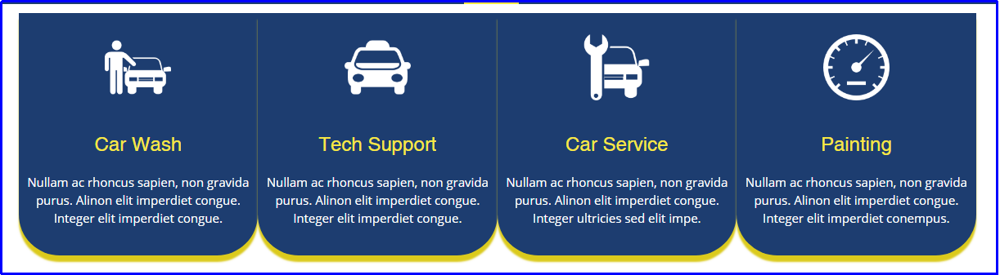 Car Wash
Nullam ac rhoncus sapien, non gravida
purus. Alinon elit imperdiet congue.
Integer elit imperdiet congue.
Tech Support
Nullam ac rhoncus sapien, non gravida
purus. Alinon elit imperdiet congue.
Integer elit imperdiet congue.
Car Service
Nullam ac rhoncus sapien, non gravida
purus. Alinon elit imperdiet congue.
Integer ultricies sed elit impe.
Painting
Nullam ac rhoncus sapien, non gravida
purus. Alinon elit imperdiet congue.
Integer elit imperdiet conempus.